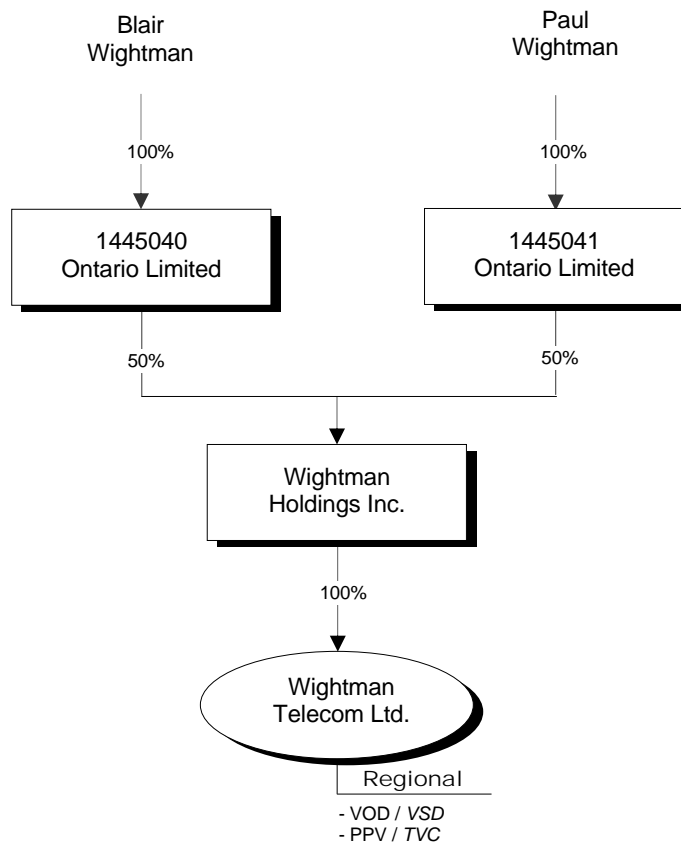 Blair
Wightman
Paul
Wightman
100%
100%
1445040
Ontario Limited
1445041
Ontario Limited
50%
50%
Wightman
Holdings Inc.
100%
Wightman
Telecom Ltd.
Regional
- VOD / VSD
- PPV / TVC